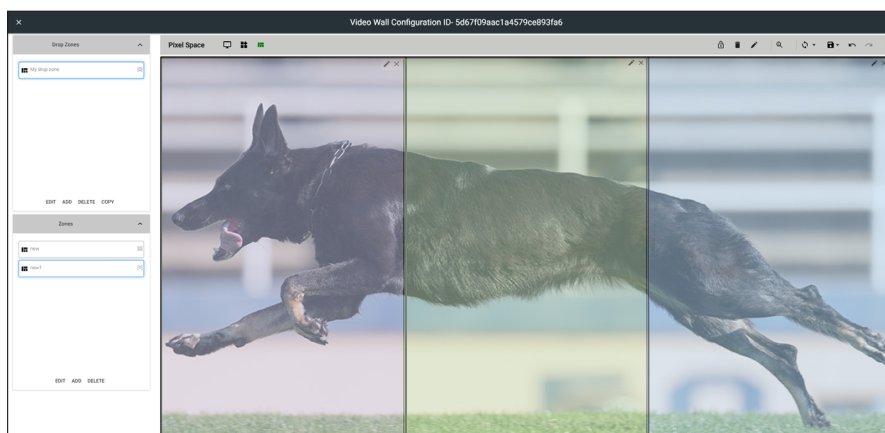 Video Wall Configuration ID- 5d67f09aac1a4579ce893fa6
Drop Zones
Pixel Space
My drop zone
EDIT ADD DELETE COPY
Zones
new
new1
EDIT ADD DELETE